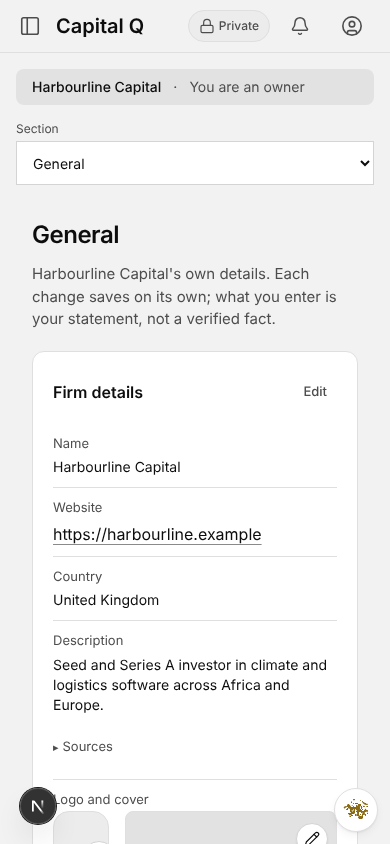 Capital Q
Private
Harbourline Capital · You are an owner
Section
General
General
Harbourline Capital's own details. Each
change saves on its own; what you enter is
your statement, not a verified fact.
Firm details
Edit
Name
Harbourline Capital
Website
https://harbourline.example
Country
United Kingdom
Description
Seed and Series A investor in climate and
logistics software across Africa and
Europe.
▸ Sources
Logo and cover
N